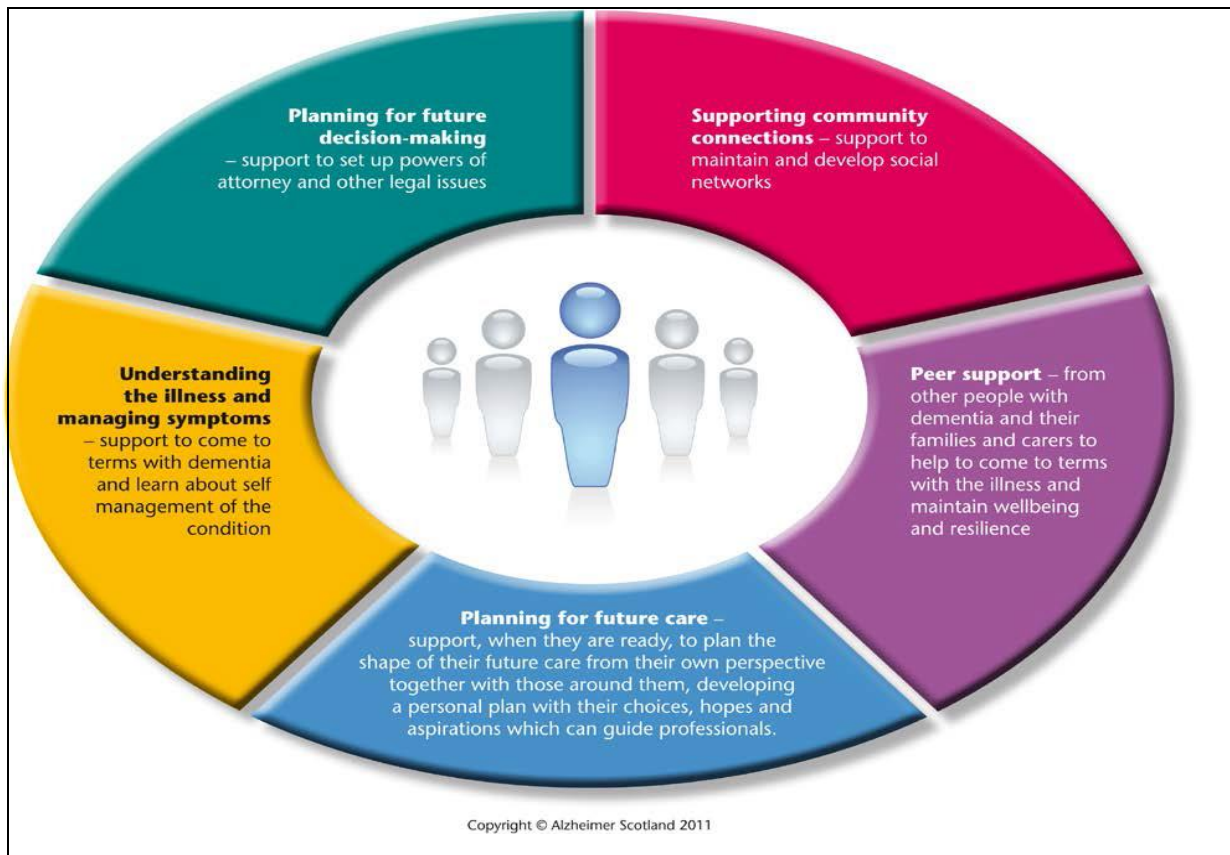 Planning for future
decision-making
– support to set up powers of
attorney and other legal issues
Supporting community
connections – support to
maintain and develop social
networks
Understanding
the illness and
managing symptoms
– support to come to
terms with dementia
and learn about self
management of the
condition
Peer support – from
other people with
dementia and their
families and carers to
help to come to terms
with the illness and
maintain wellbeing
and resilience
Planning for future care –
support, when they are ready, to plan the
shape of their future care from their own perspective
together with those around them, developing
a personal plan with their choices, hopes and
aspirations which can guide professionals.
Copyright © Alzheimer Scotland 2011